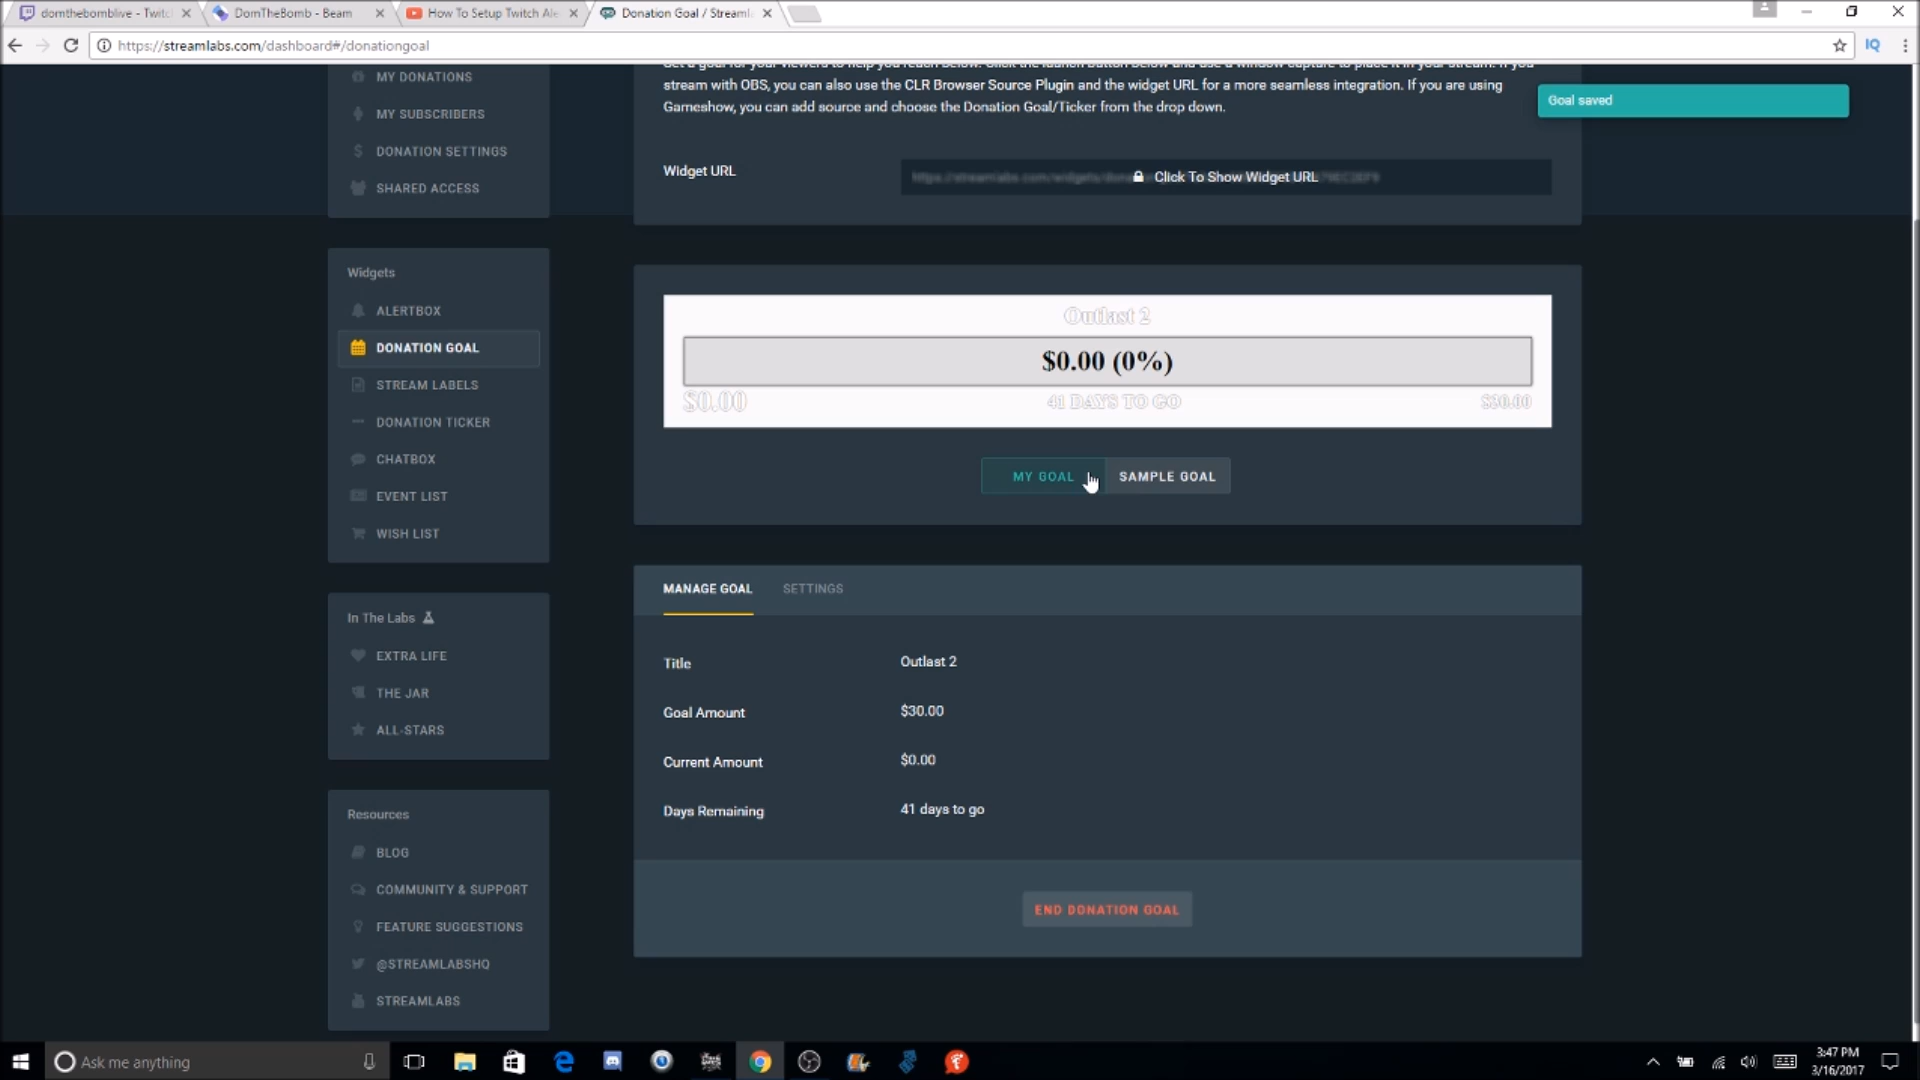 domthebomblive - Twitc
DomTheBomb - Beam
How To Setup Twitch Ale
Donation Goal / Streaml
https://streamlabs.com/dashboard#/donationgoal
IQ
MY DONATIONS
MY SUBSCRIBERS
DONATION SETTINGS
SHARED ACCESS
Widgets
ALERTBOX
DONATION GOAL
STREAM LABELS
DONATION TICKER
CHATBOX
EVENT LIST
WISH LIST
In The Labs
EXTRA LIFE
THE JAR
ALL-STARS
Resources
BLOG
COMMUNITY & SUPPORT
FEATURE SUGGESTIONS
@STREAMLABSHQ
STREAMLABS
stream with OBS, you can also use the CLR Browser Source Plugin and the widget URL for a more seamless integration. If you are using
Gameshow, you can add source and choose the Donation Goal/Ticker from the drop down.
Goal saved
Widget URL
Click To Show Widget URL
Outlast 2
$0.00 (0%)
$0.00
41 DAYS TO GO
$30.00
MY GOAL
SAMPLE GOAL
MANAGE GOAL
SETTINGS
Title
Outlast 2
Goal Amount
$30.00
Current Amount
$0.00
Days Remaining
41 days to go
END DONATION GOAL
Ask me anything
3:47 PM
3/16/2017